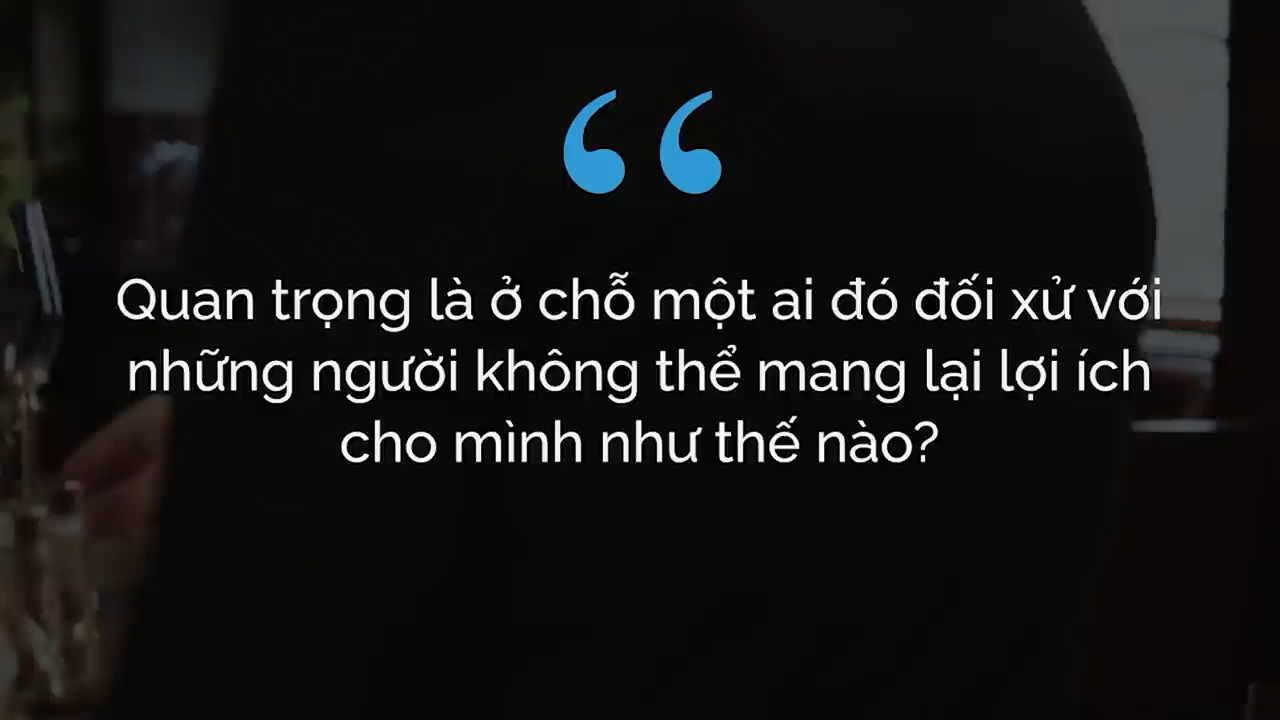 “
Quan trọng là ở chỗ một ai đó đối xử với
những người không thể mang lại lợi ích
cho mình như thế nào?